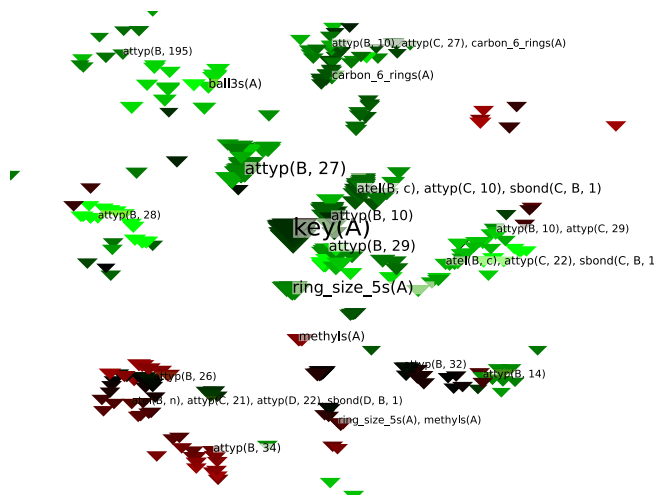 attyp(B, 10), attyp(C, 27), carbon_6_rings(A)
attyp(B, 195)
carbon_6_rings(A)
ball3s(A)
attyp(B, 27)
atel(B, c), attyp(C, 10), sbond(C, B, 1)
attyp(B, 28)
attyp(B, 10)
key(A)
attyp(B, 10), attyp(C, 29)
attyp(B, 29)
atel(B, c), attyp(C, 22), sbond(C, B, 1
ring_size_5s(A)
methyls(A)
attyp(B, 32)
attyp(B, 14)
attyp(B, 26)
atel(B, n), attyp(C, 21), attyp(D, 22), sbond(D, B, 1)
ring_size_5s(A), methyls(A)
attyp(B, 34)